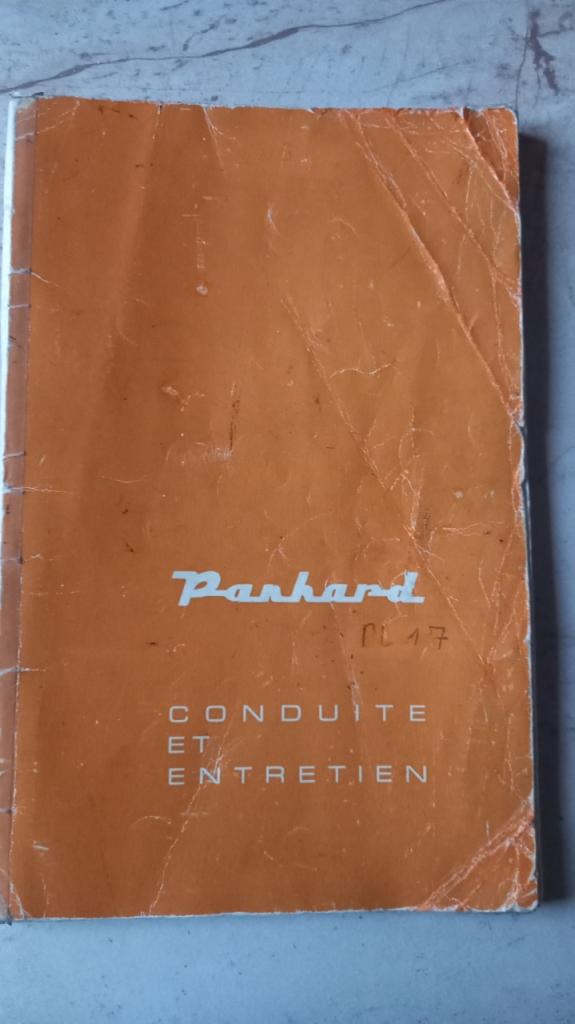 Panhard
PL 17
CONDUITE
ET
ENTRETIEN